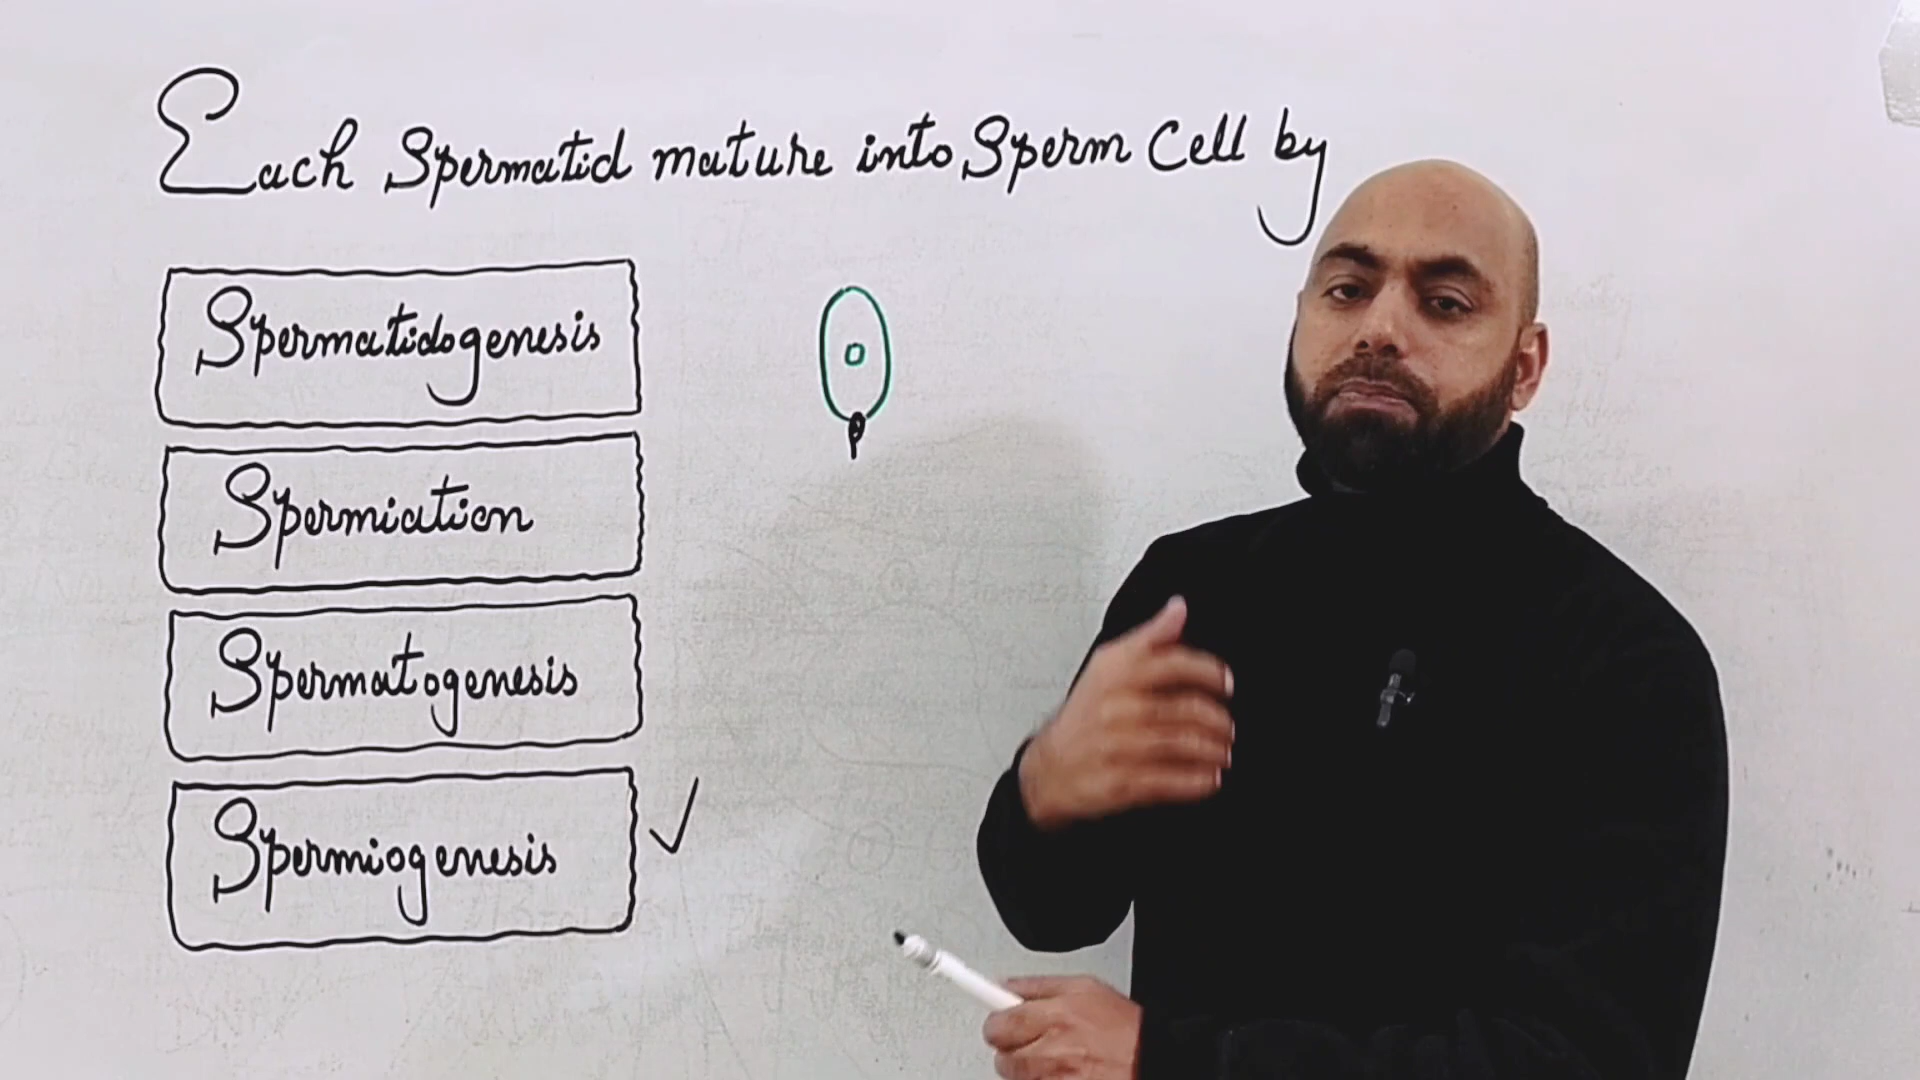 Each Spermatid mature into Sperm Cell by
Spermatidogenesis
Spermiation
Spermatogenesis
Spermiogenesis